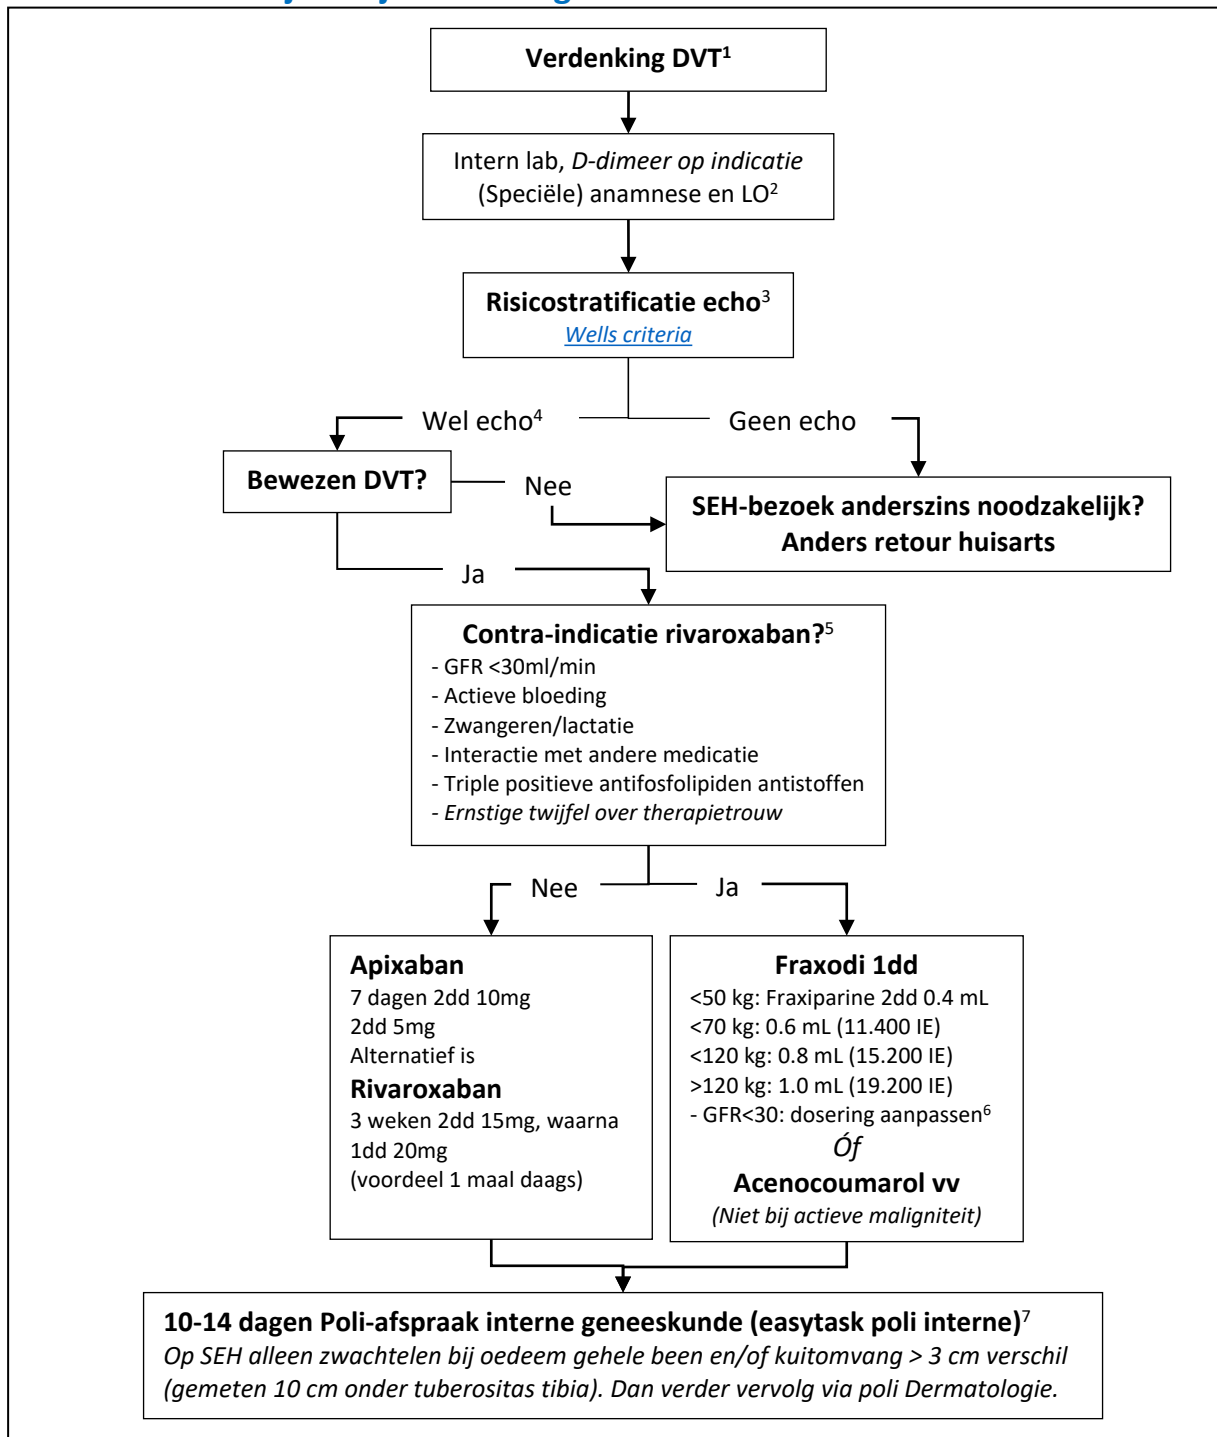 Verdenking DVT¹
Intern lab, D-dimeer op indicatie
(Speciële) anamnese en LO²
Risicostratificatie echo³
Wells criteria
Wel echo⁴
Geen echo
Bewezen DVT?
Nee
SEH-bezoek anderszins noodzakelijk?
Anders retour huisarts
Ja
Contra-indicatie rivaroxaban?⁵
- GFR <30ml/min
- Actieve bloeding
- Zwangeren/lactatie
- Interactie met andere medicatie
- Triple positieve antifosfolipiden antistoffen
- Ernstige twijfel over therapietrouw
Nee
Ja
Apixaban
7 dagen 2dd 10mg
2dd 5mg
Alternatief is
Rivaroxaban
3 weken 2dd 15mg, waarna
1dd 20mg
(voordeel 1 maal daags)
Fraxodi 1dd
<50 kg: Fraxiparine 2dd 0.4 mL
<70 kg: 0.6 mL (11.400 IE)
<120 kg: 0.8 mL (15.200 IE)
>120 kg: 1.0 mL (19.200 IE)
- GFR<30: dosering aanpassen⁶
Óf
Acenocoumarol vv
(Niet bij actieve maligniteit)
10-14 dagen Poli-afspraak interne geneeskunde (easytask poli interne)⁷
Op SEH alleen zwachtelen bij oedeem gehele been en/of kuitomvang > 3 cm verschil
(gemeten 10 cm onder tuberositas tibia). Dan verder vervolg via poli Dermatologie.